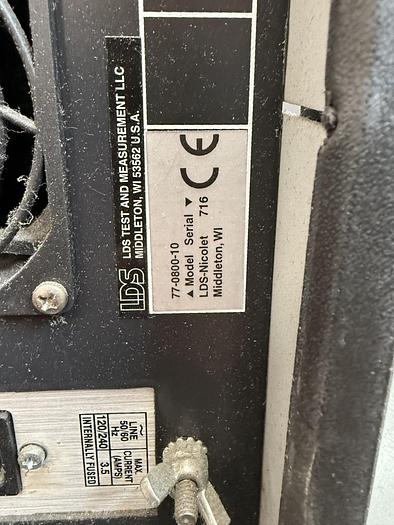 LDS
LDS TEST AND MEASUREMENT LLC
MIDDLETON, WI 53562 U.S.A.
77-0800-10
▲ Model Serial ▼
LDS-Nicolet 716
Middleton, WI
CE
~
LINE
50/60
Hz
MAX.
CURRENT
(AMPS)
120/240
3.5
INTERNALLY FUSED